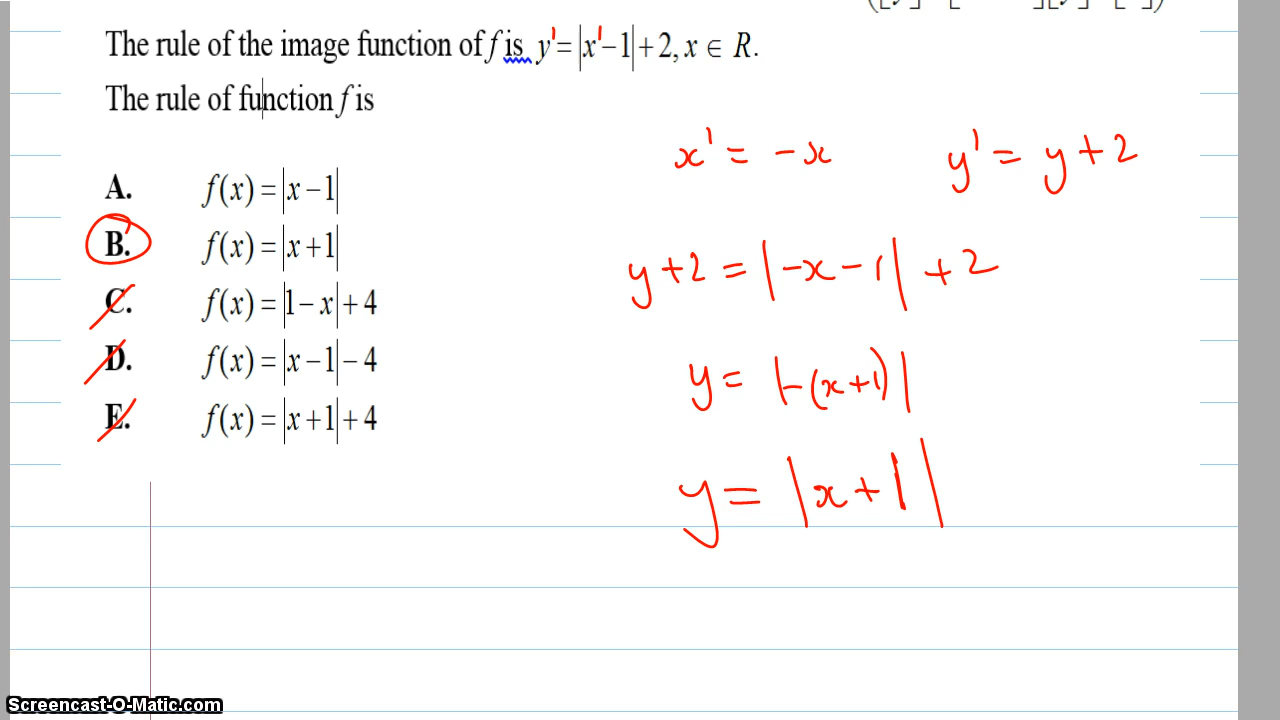 The rule of the image function of f is y' = |x' − 1| + 2, x ∈ R.
The rule of function f is
x' = −x
y' = y + 2
A. f(x) = |x − 1|
B. f(x) = |x + 1|
y + 2 = |−x − 1| + 2
C. f(x) = |1 − x| + 4
D. f(x) = |x − 1| − 4
y = |−(x + 1)|
E. f(x) = |x + 1| + 4
y = |x + 1|
Screencast-O-Matic.com